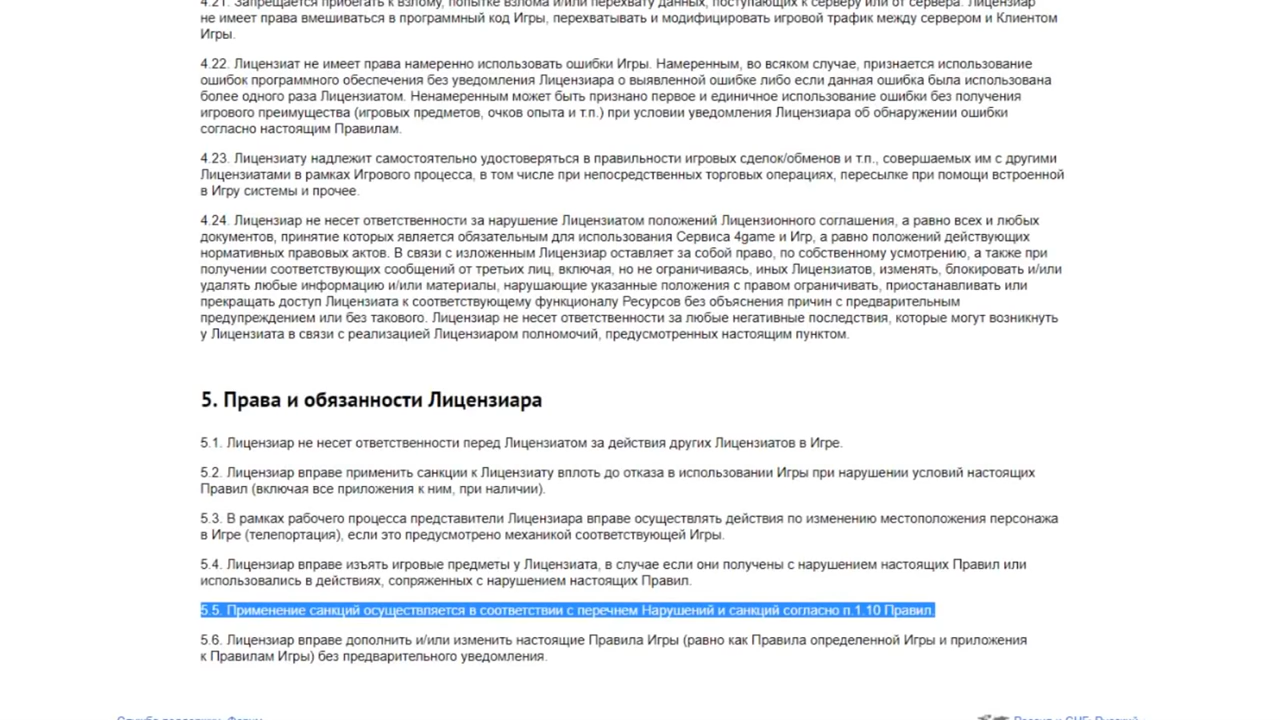 4.21. Запрещается прибегать к взлому, попытке взлома и/или перехвату данных, поступающих к серверу или от сервера. Лицензиар
не имеет права вмешиваться в программный код Игры, перехватывать и модифицировать игровой трафик между сервером и Клиентом
Игры.
4.22. Лицензиат не имеет права намеренно использовать ошибки Игры. Намеренным, во всяком случае, признается использование
ошибок программного обеспечения без уведомления Лицензиара о выявленной ошибке либо если данная ошибка была использована
более одного раза Лицензиатом. Ненамеренным может быть признано первое и единичное использование ошибки без получения
игрового преимущества (игровых предметов, очков опыта и т.п.) при условии уведомления Лицензиара об обнаружении ошибки
согласно настоящим Правилам.
4.23. Лицензиату надлежит самостоятельно удостоверяться в правильности игровых сделок/обменов и т.п., совершаемых им с другими
Лицензиатами в рамках Игрового процесса, в том числе при непосредственных торговых операциях, пересылке при помощи встроенной
в Игру системы и прочее.
4.24. Лицензиар не несет ответственности за нарушение Лицензиатом положений Лицензионного соглашения, а равно всех и любых
документов, принятие которых является обязательным для использования Сервиса 4game и Игр, а равно положений действующих
нормативных правовых актов. В связи с изложенным Лицензиар оставляет за собой право, по собственному усмотрению, а также при
получении соответствующих сообщений от третьих лиц, включая, но не ограничиваясь, иных Лицензиатов, изменять, блокировать и/или
удалять любые информацию и/или материалы, нарушающие указанные положения с правом ограничивать, приостанавливать или
прекращать доступ Лицензиата к соответствующему функционалу Ресурсов без объяснения причин с предварительным
предупреждением или без такового. Лицензиар не несет ответственности за любые негативные последствия, которые могут возникнуть
у Лицензиата в связи с реализацией Лицензиаром полномочий, предусмотренных настоящим пунктом.
5. Права и обязанности Лицензиара
5.1. Лицензиар не несет ответственности перед Лицензиатом за действия других Лицензиатов в Игре.
5.2. Лицензиар вправе применить санкции к Лицензиату вплоть до отказа в использовании Игры при нарушении условий настоящих
Правил (включая все приложения к ним, при наличии).
5.3. В рамках рабочего процесса представители Лицензиара вправе осуществлять действия по изменению местоположения персонажа
в Игре (телепортация), если это предусмотрено механикой соответствующей Игры.
5.4. Лицензиар вправе изъять игровые предметы у Лицензиата, в случае если они получены с нарушением настоящих Правил или
использовались в действиях, сопряженных с нарушением настоящих Правил.
5.5. Применение санкций осуществляется в соответствии с перечнем Нарушений и санкций согласно п.1.10 Правил.
5.6. Лицензиар вправе дополнить и/или изменить настоящие Правила Игры (равно как Правила определенной Игры и приложения
к Правилам Игры) без предварительного уведомления.
Служба поддержки Форум
Россия и СНГ: Русский